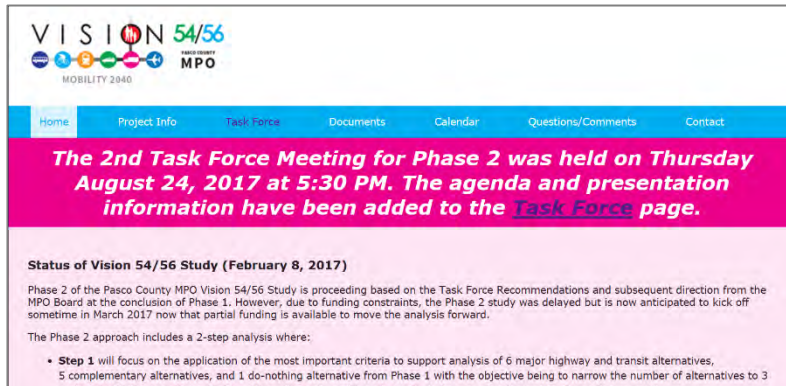 VISION 54/56
PASCO COUNTY
MPO
MOBILITY 2040
Home Project Info Task Force Documents Calendar Questions/Comments Contact
The 2nd Task Force Meeting for Phase 2 was held on Thursday
August 24, 2017 at 5:30 PM. The agenda and presentation
information have been added to the Task Force page.
Status of Vision 54/56 Study (February 8, 2017)
Phase 2 of the Pasco County MPO Vision 54/56 Study is proceeding based on the Task Force Recommendations and subsequent direction from the
MPO Board at the conclusion of Phase 1. However, due to funding constraints, the Phase 2 study was delayed but is now anticipated to kick off
sometime in March 2017 now that partial funding is available to move the analysis forward.
The Phase 2 approach includes a 2-step analysis where:
• Step 1 will focus on the application of the most important criteria to support analysis of 6 major highway and transit alternatives,
5 complementary alternatives, and 1 do-nothing alternative from Phase 1 with the objective being to narrow the number of alternatives to 3